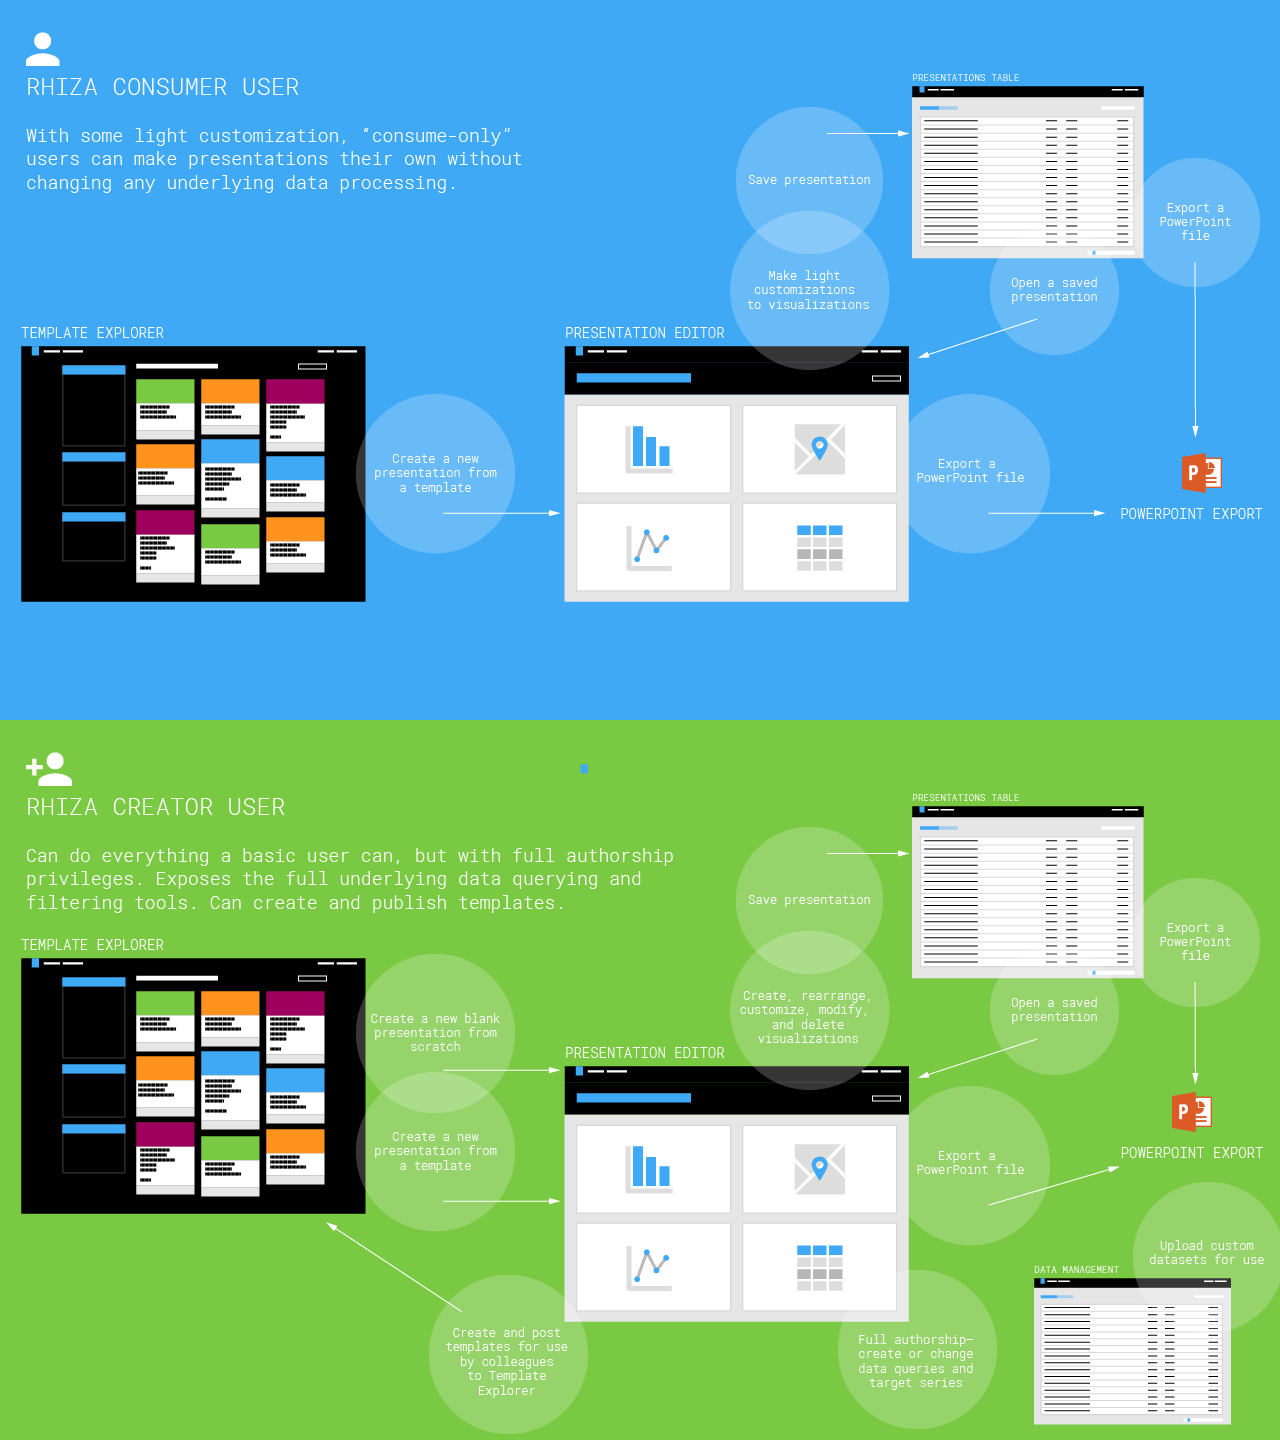 RHIZA CONSUMER USER
With some light customization, “consume-only”
users can make presentations their own without
changing any underlying data processing.
PRESENTATIONS TABLE
Save presentation
Export a
PowerPoint
file
Make light
customizations
to visualizations
Open a saved
presentation
TEMPLATE EXPLORER
PRESENTATION EDITOR
Create a new
presentation from
a template
Export a
PowerPoint file
P
POWERPOINT EXPORT
RHIZA CREATOR USER
Can do everything a basic user can, but with full authorship
privileges. Exposes the full underlying data querying and
filtering tools. Can create and publish templates.
PRESENTATIONS TABLE
Save presentation
Export a
PowerPoint
file
TEMPLATE EXPLORER
Create a new blank
presentation from
scratch
Create, rearrange,
customize, modify,
and delete
visualizations
Open a saved
presentation
PRESENTATION EDITOR
Create a new
presentation from
a template
Export a
PowerPoint file
P
POWERPOINT EXPORT
Upload custom
datasets for use
DATA MANAGEMENT
Create and post
templates for use
by colleagues
to Template
Explorer
Full authorship—
create or change
data queries and
target series